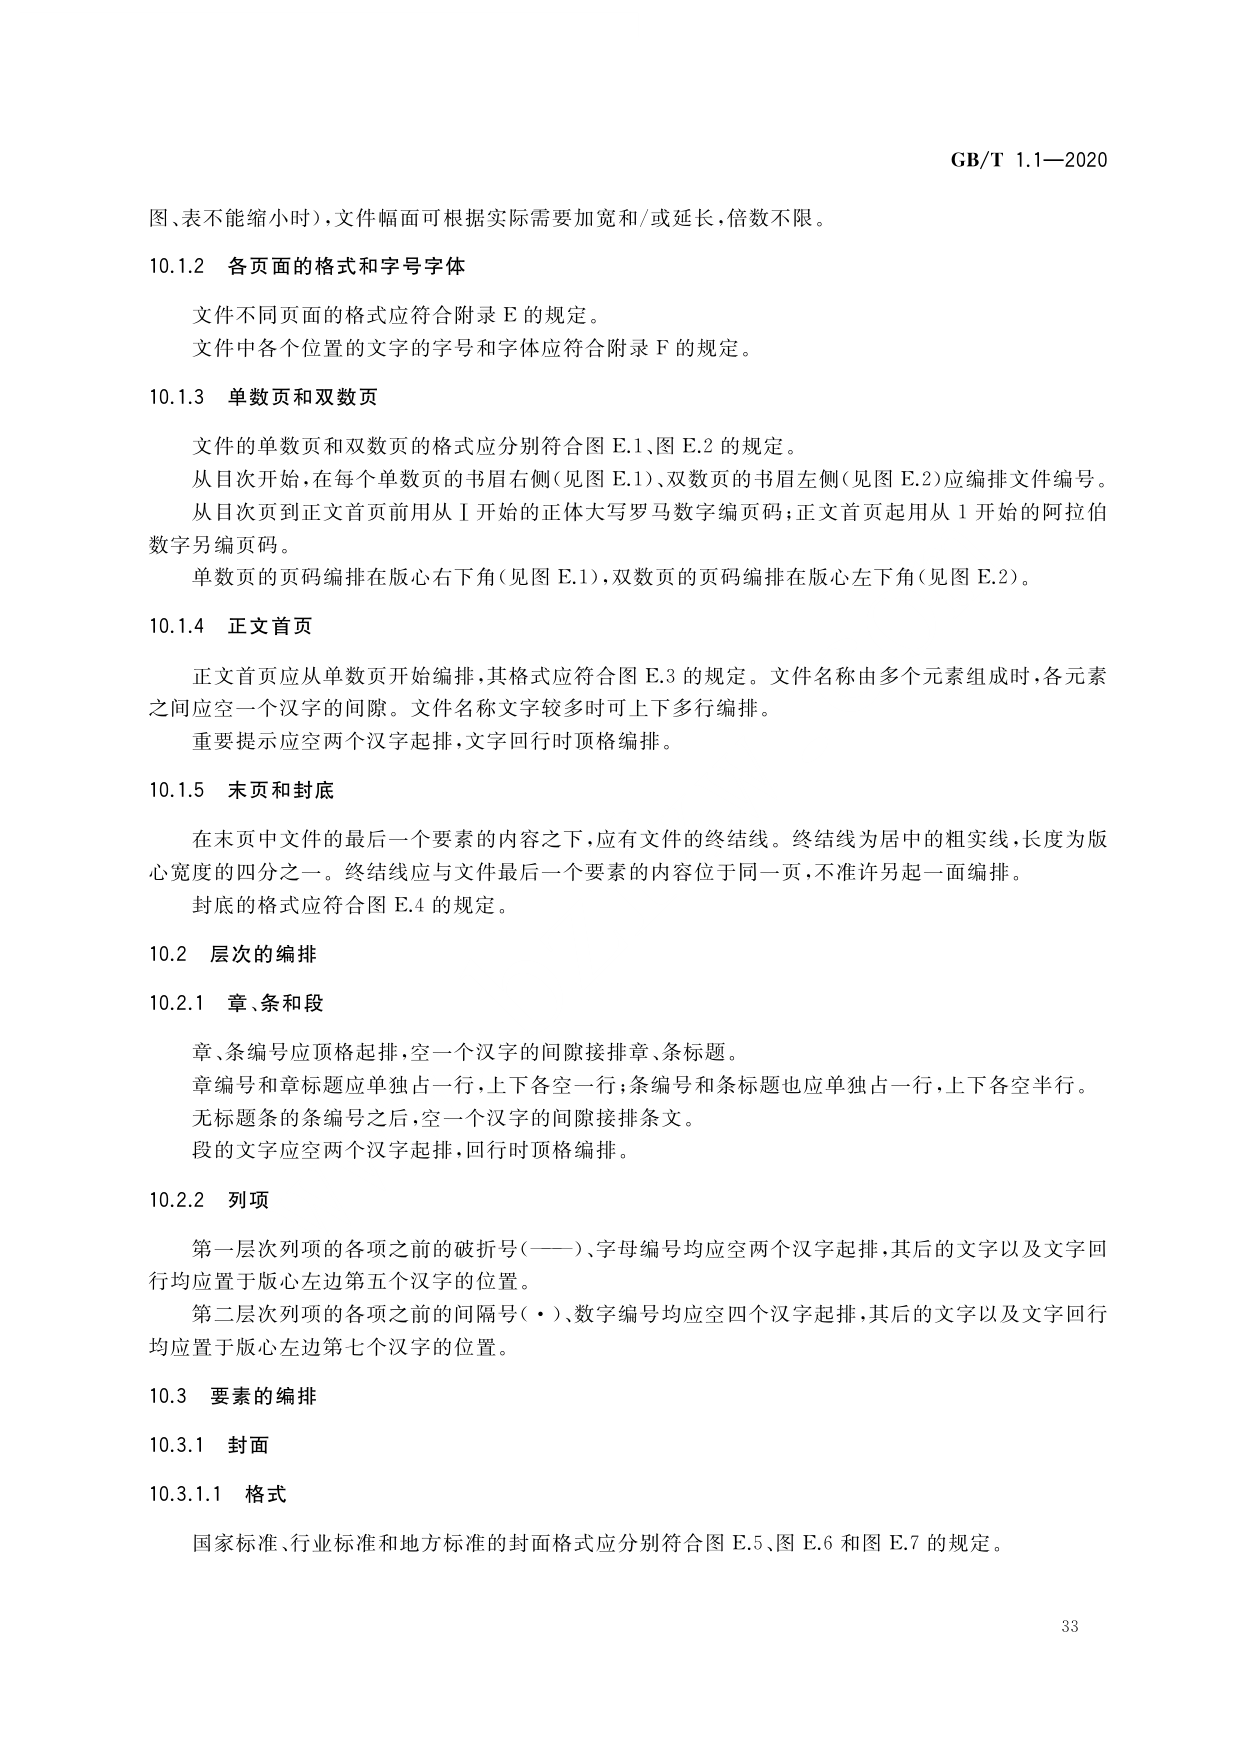 GB/T 1.1—2020
图、表不能缩小时),文件幅面可根据实际需要加宽和/或延长,倍数不限。
10.1.2 各页面的格式和字号字体
文件不同页面的格式应符合附录 E 的规定。
文件中各个位置的文字的字号和字体应符合附录 F 的规定。
10.1.3 单数页和双数页
文件的单数页和双数页的格式应分别符合图 E.1、图 E.2 的规定。
从目次开始,在每个单数页的书眉右侧(见图 E.1)、双数页的书眉左侧(见图 E.2)应编排文件编号。
从目次页到正文首页前用从Ⅰ开始的正体大写罗马数字编页码;正文首页起用从 1 开始的阿拉伯
数字另编页码。
单数页的页码编排在版心右下角(见图 E.1),双数页的页码编排在版心左下角(见图 E.2)。
10.1.4 正文首页
正文首页应从单数页开始编排,其格式应符合图 E.3 的规定。文件名称由多个元素组成时,各元素
之间应空一个汉字的间隙。文件名称文字较多时可上下多行编排。
重要提示应空两个汉字起排,文字回行时顶格编排。
10.1.5 末页和封底
在末页中文件的最后一个要素的内容之下,应有文件的终结线。终结线为居中的粗实线,长度为版
心宽度的四分之一。终结线应与文件最后一个要素的内容位于同一页,不准许另起一面编排。
封底的格式应符合图 E.4 的规定。
10.2 层次的编排
10.2.1 章、条和段
章、条编号应顶格起排,空一个汉字的间隙接排章、条标题。
章编号和章标题应单独占一行,上下各空一行;条编号和条标题也应单独占一行,上下各空半行。
无标题条的条编号之后,空一个汉字的间隙接排条文。
段的文字应空两个汉字起排,回行时顶格编排。
10.2.2 列项
第一层次列项的各项之前的破折号(——)、字母编号均应空两个汉字起排,其后的文字以及文字回
行均应置于版心左边第五个汉字的位置。
第二层次列项的各项之前的间隔号(·)、数字编号均应空四个汉字起排,其后的文字以及文字回行
均应置于版心左边第七个汉字的位置。
10.3 要素的编排
10.3.1 封面
10.3.1.1 格式
国家标准、行业标准和地方标准的封面格式应分别符合图 E.5、图 E.6 和图 E.7 的规定。
33